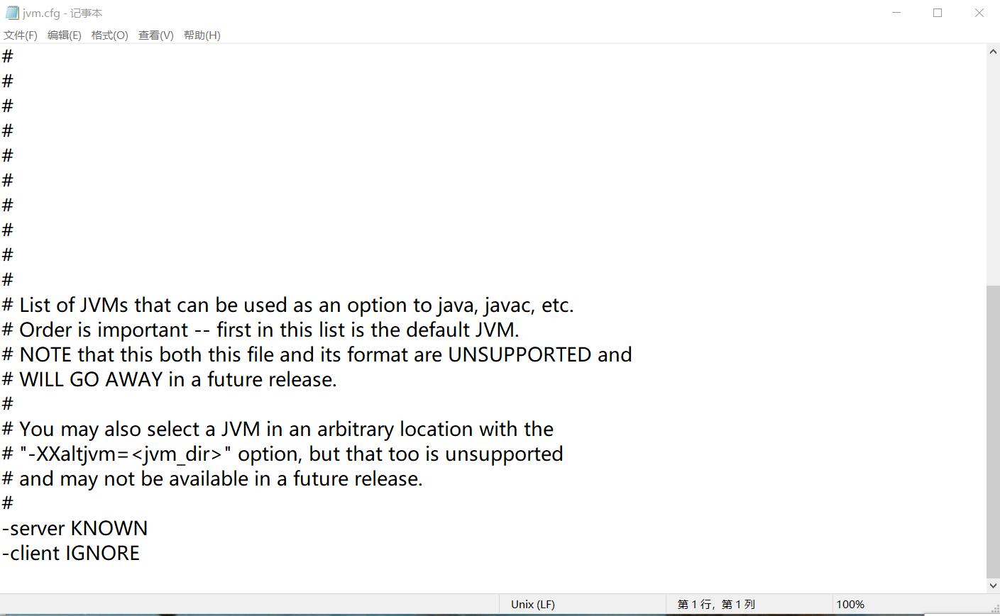 jvm.cfg - 记事本
文件(F) 编辑(E) 格式(O) 查看(V) 帮助(H)
#
#
#
#
#
#
#
#
#
#
# List of JVMs that can be used as an option to java, javac, etc.
# Order is important -- first in this list is the default JVM.
# NOTE that this both this file and its format are UNSUPPORTED and
# WILL GO AWAY in a future release.
#
# You may also select a JVM in an arbitrary location with the
# "-XXaltjvm=<jvm_dir>" option, but that too is unsupported
# and may not be available in a future release.
#
-server KNOWN
-client IGNORE
Unix (LF) 第 1 行，第 1 列 100%